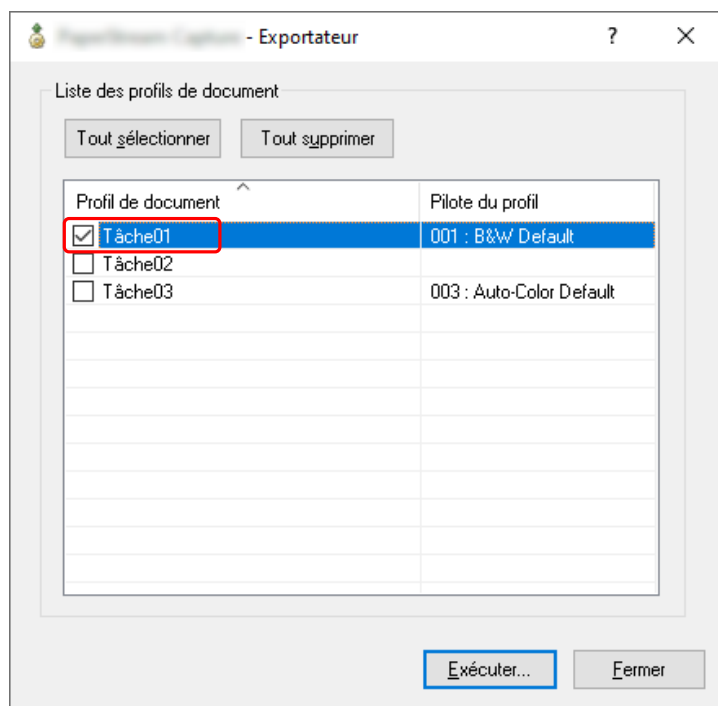 - Exportateur ?
Liste des profils de document
Tout sélectionner Tout supprimer
Profil de document Pilote du profil
Tâche01 001 : B&W Default
Tâche02
Tâche03 003 : Auto-Color Default
Exécuter... Fermer